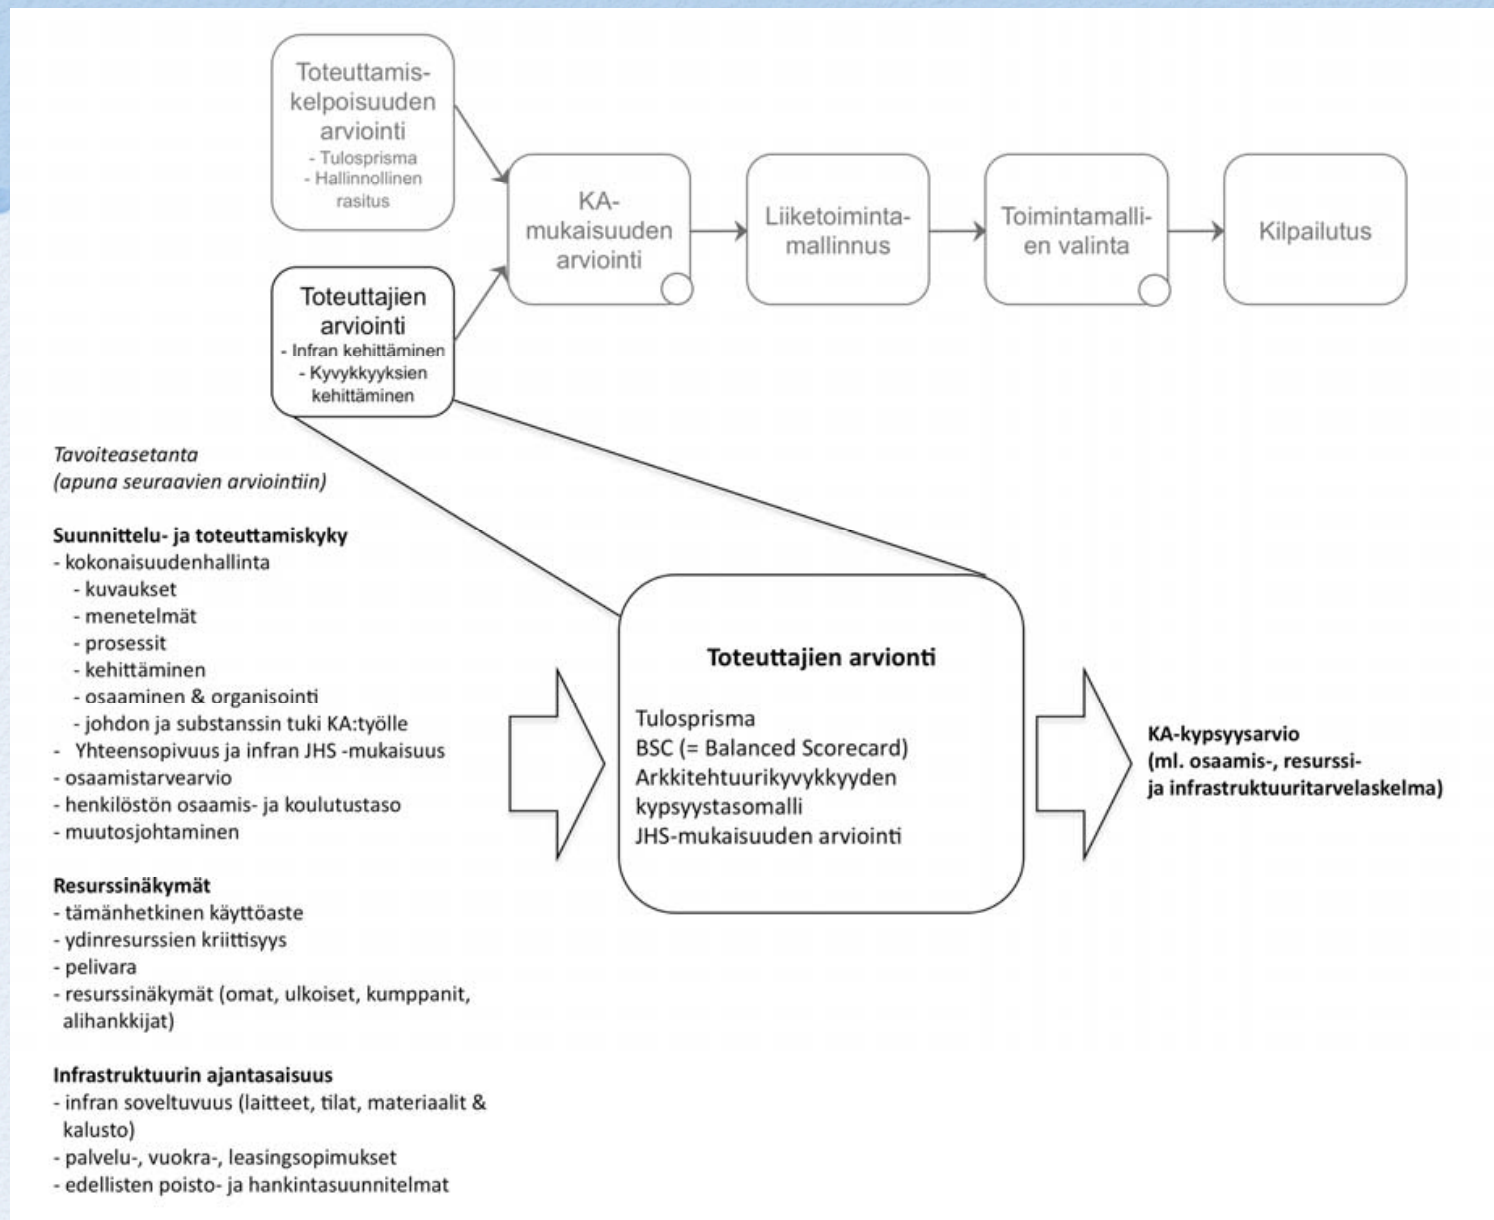 Toteuttamis-
kelpoisuuden
arviointi
- Tulosprisma
- Hallinnollinen
rasitus
KA-
mukaisuuden
arviointi
Liiketoiminta-
mallinnus
Toimintamalli-
en valinta
Kilpailutus
Toteuttajien
arviointi
- Infran kehittäminen
- Kyvykkyyksien
kehittäminen
Tavoiteasetanta
(apuna seuraavien arviointiin)
Suunnittelu- ja toteuttamiskyky
- kokonaisuudenhallinta
- kuvaukset
- menetelmät
- prosessit
- kehittäminen
- osaaminen & organisointi
- johdon ja substanssin tuki KA:työlle
- Yhteensopivuus ja infran JHS -mukaisuus
- osaamistarvearvio
- henkilöstön osaamis- ja koulutustaso
- muutosjohtaminen
Resurssinäkymät
- tämänhetkinen käyttöaste
- ydinresurssien kriittisyys
- pelivara
- resurssinäkymät (omat, ulkoiset, kumppanit,
alihankkijat)
Infrastruktuurin ajantasaisuus
- infran soveltuvuus (laitteet, tilat, materiaalit &
kalusto)
- palvelu-, vuokra-, leasingsopimukset
- edellisten poisto- ja hankintasuunnitelmat
Toteuttajien arvionti
Tulosprisma
BSC (= Balanced Scorecard)
Arkkitehtuurikyvykkyyden
kypsyystasomalli
JHS-mukaisuuden arviointi
KA-kypsyysarvio
(ml. osaamis-, resurssi-
ja infrastruktuuritarvelaskelma)